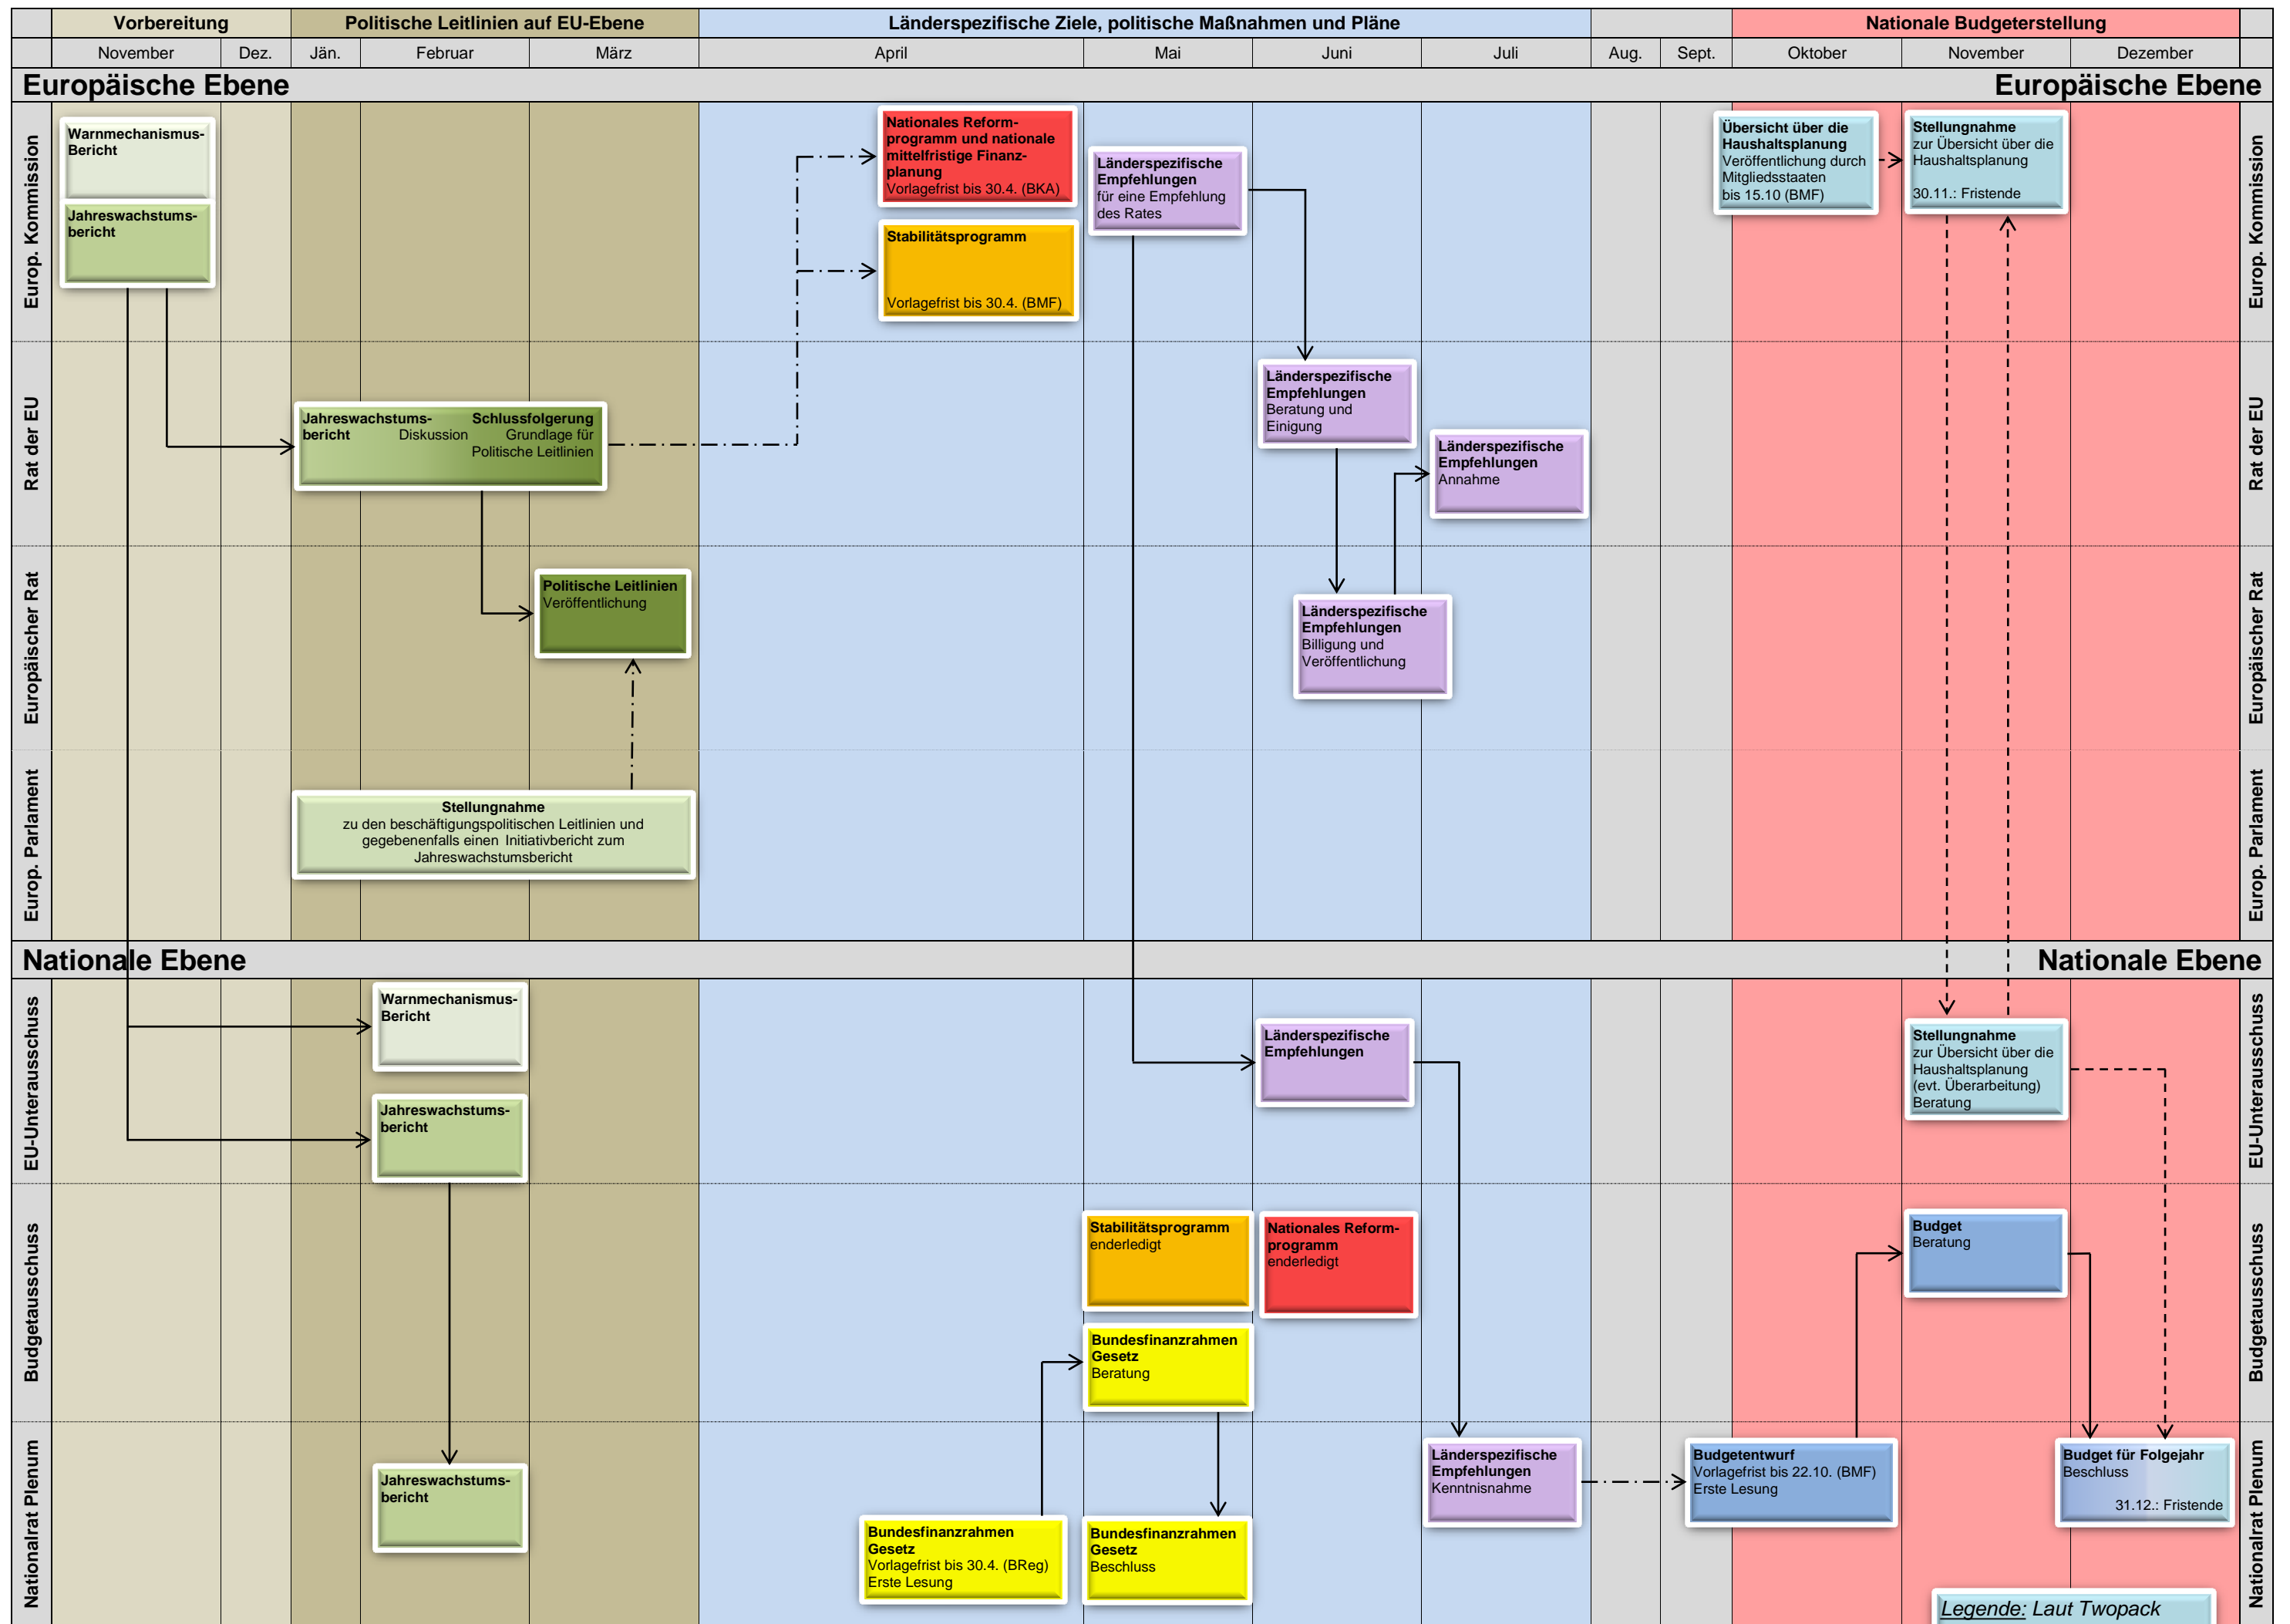 Vorbereitung
Politische Leitlinien auf EU-Ebene
Länderspezifische Ziele, politische Maßnahmen und Pläne
Nationale Budgeterstellung
November
Dez.
Jän.
Februar
März
April
Mai
Juni
Juli
Aug.
Sept.
Oktober
November
Dezember
Europäische Ebene
Europäische Ebene
Europ. Kommission
Warnmechanismus-
Bericht
Jahreswachstums-
bericht
Nationales Reform-
programm und nationale
mittelfristige Finanz-
planung
Vorlagefrist bis 30.4. (BKA)
Stabilitätsprogramm
Vorlagefrist bis 30.4. (BMF)
Länderspezifische
Empfehlungen
für eine Empfehlung
des Rates
Übersicht über die
Haushaltsplanung
Veröffentlichung durch
Mitgliedsstaaten
bis 15.10 (BMF)
Stellungnahme
zur Übersicht über die
Haushaltsplanung
30.11.: Fristende
Europ. Kommission
Rat der EU
Jahreswachstums-
bericht
Diskussion
Schlussfolgerung
Grundlage für
Politische Leitlinien
Länderspezifische
Empfehlungen
Beratung und
Einigung
Länderspezifische
Empfehlungen
Annahme
Rat der EU
Europäischer Rat
Politische Leitlinien
Veröffentlichung
Länderspezifische
Empfehlungen
Billigung und
Veröffentlichung
Europäischer Rat
Europ. Parlament
Stellungnahme
zu den beschäftigungspolitischen Leitlinien und
gegebenenfalls einen Initiativbericht zum
Jahreswachstumsbericht
Europ. Parlament
Nationale Ebene
Nationale Ebene
EU-Unterausschuss
Warnmechanismus-
Bericht
Jahreswachstums-
bericht
Länderspezifische
Empfehlungen
Stellungnahme
zur Übersicht über die
Haushaltsplanung
(evt. Überarbeitung)
Beratung
EU-Unterausschuss
Budgetausschuss
Stabilitätsprogramm
enderledigt
Nationales Reform-
programm
enderledigt
Bundesfinanzrahmen
Gesetz
Beratung
Budget
Beratung
Budgetausschuss
Nationalrat Plenum
Jahreswachstums-
bericht
Bundesfinanzrahmen
Gesetz
Vorlagefrist bis 30.4. (BReg)
Erste Lesung
Bundesfinanzrahmen
Gesetz
Beschluss
Länderspezifische
Empfehlungen
Kenntnisnahme
Budgetentwurf
Vorlagefrist bis 22.10. (BMF)
Erste Lesung
Budget für Folgejahr
Beschluss
31.12.: Fristende
Nationalrat Plenum
Legende: Laut Twopack